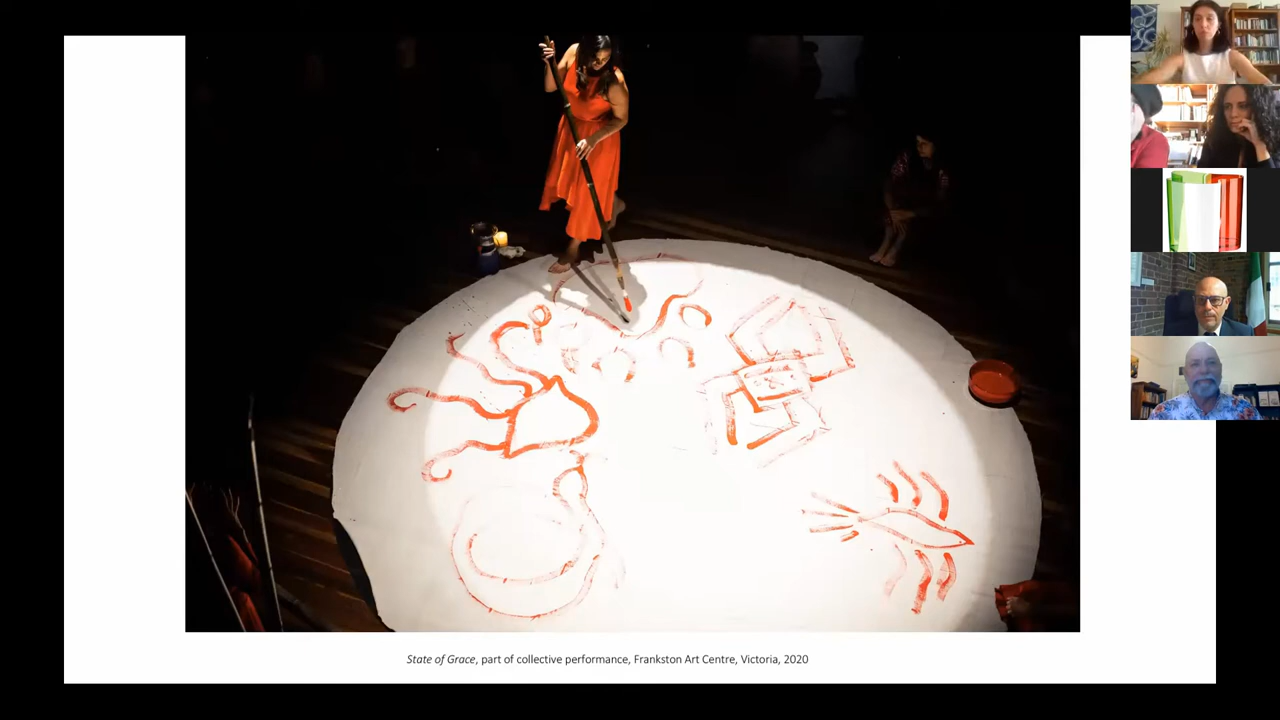 State of Grace, part of collective performance, Frankston Art Centre, Victoria, 2020